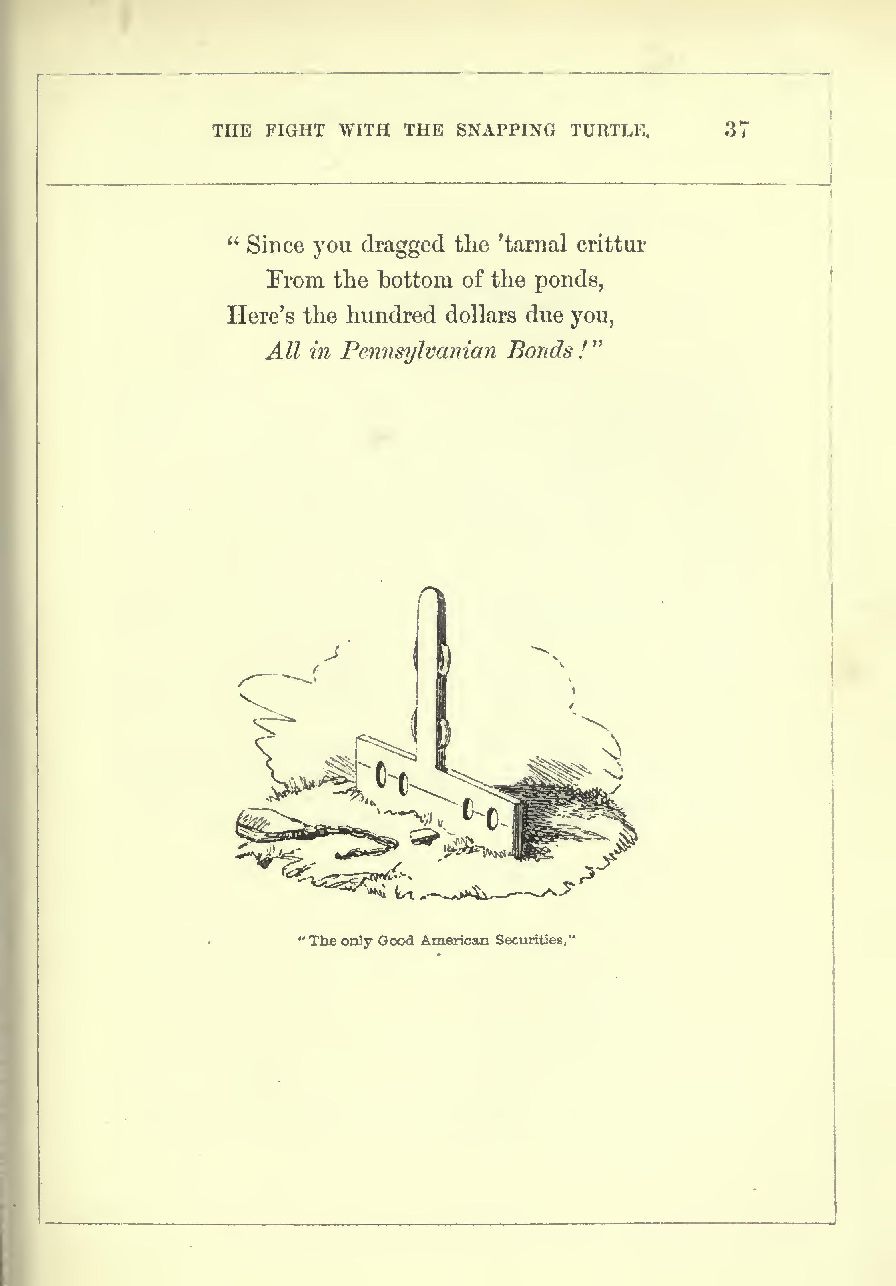 THE FIGHT WITH THE SNAPPING TURTLE. 37
“ Since you dragged the 'tarnal crittur
From the bottom of the ponds,
Here’s the hundred dollars due you,
All in Pennsylvanian Bonds !”
“The only Good American Securities,”